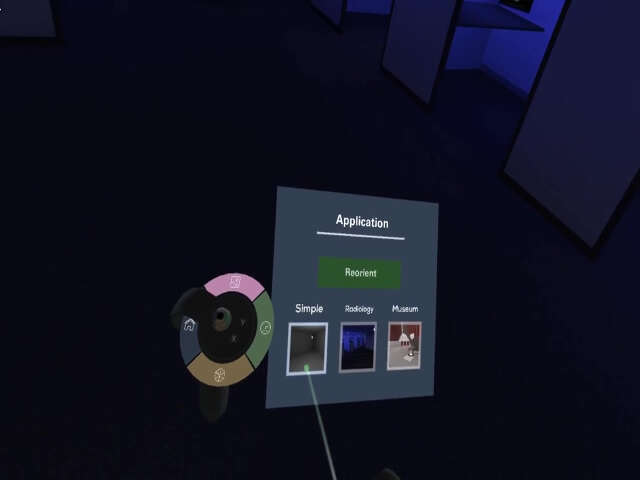 Application
Reorient
Simple
Radiology
Museum
Y
X